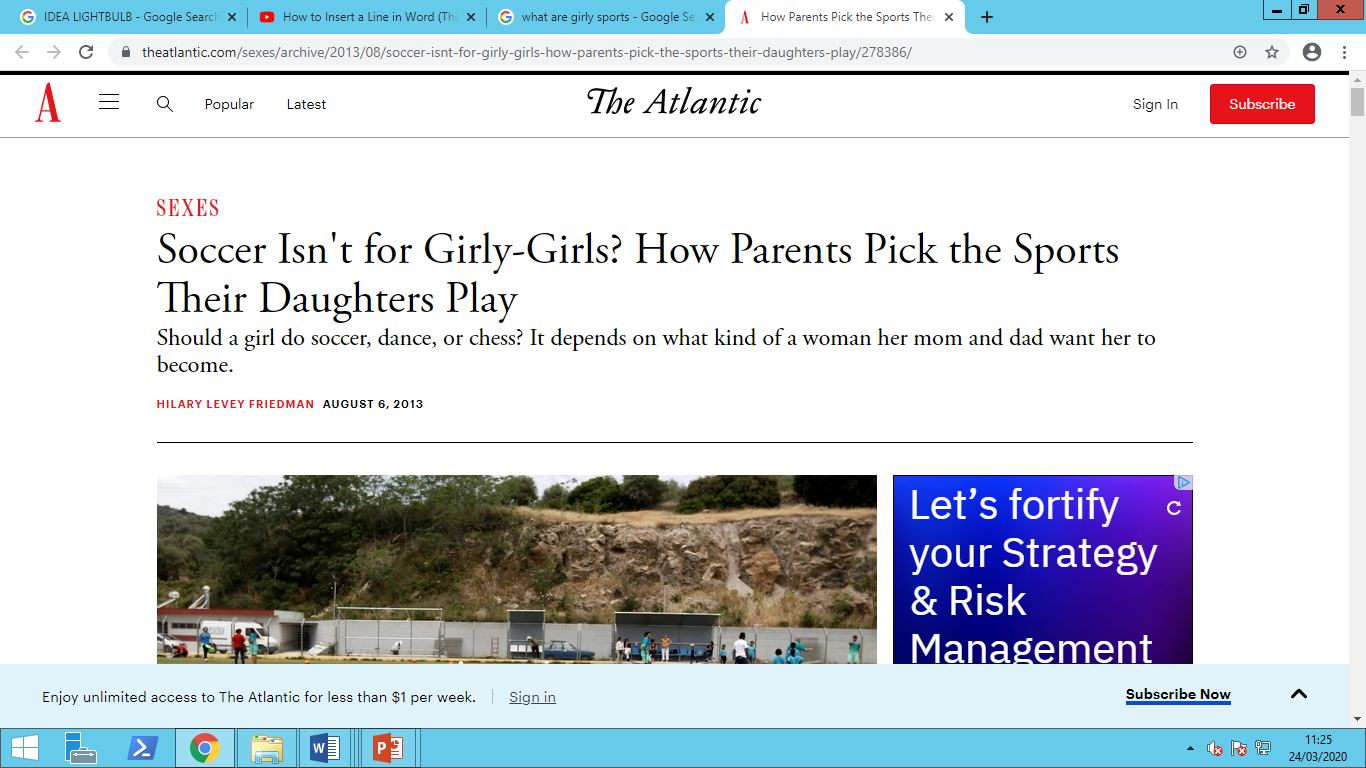 IDEA LIGHTBULB - Google Search
How to Insert a Line in Word (The
what are girly sports - Google Se
How Parents Pick the Sports Thei
theatlantic.com/sexes/archive/2013/08/soccer-isnt-for-girly-girls-how-parents-pick-the-sports-their-daughters-play/278386/
A
Popular
Latest
The Atlantic
Sign In
Subscribe
SEXES
Soccer Isn't for Girly-Girls? How Parents Pick the Sports
Their Daughters Play
Should a girl do soccer, dance, or chess? It depends on what kind of a woman her mom and dad want her to
become.
HILARY LEVEY FRIEDMAN AUGUST 6, 2013
Let's fortify
your Strategy
& Risk
Management
Enjoy unlimited access to The Atlantic for less than $1 per week.
Sign in
Subscribe Now
11:25
24/03/2020